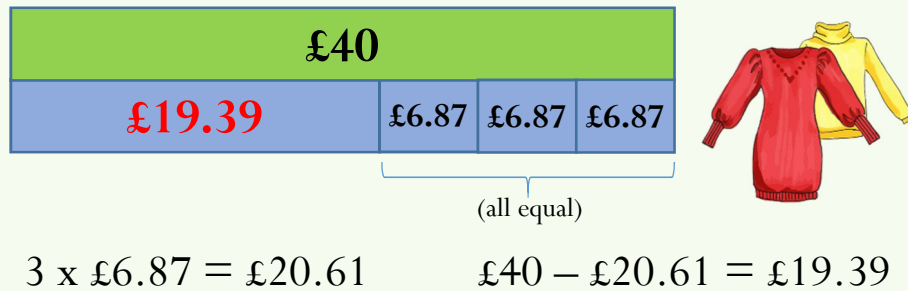 £40
£19.39 £6.87 £6.87 £6.87
(all equal)
3 x £6.87 = £20.61 £40 – £20.61 = £19.39